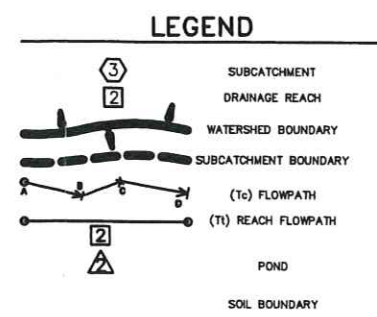 LEGEND
3 SUBCATCHMENT
2 DRAINAGE REACH
WATERSHED BOUNDARY
SUBCATCHMENT BOUNDARY
A B C D (Tc) FLOWPATH
(Tt) REACH FLOWPATH
2
2 POND
SOIL BOUNDARY